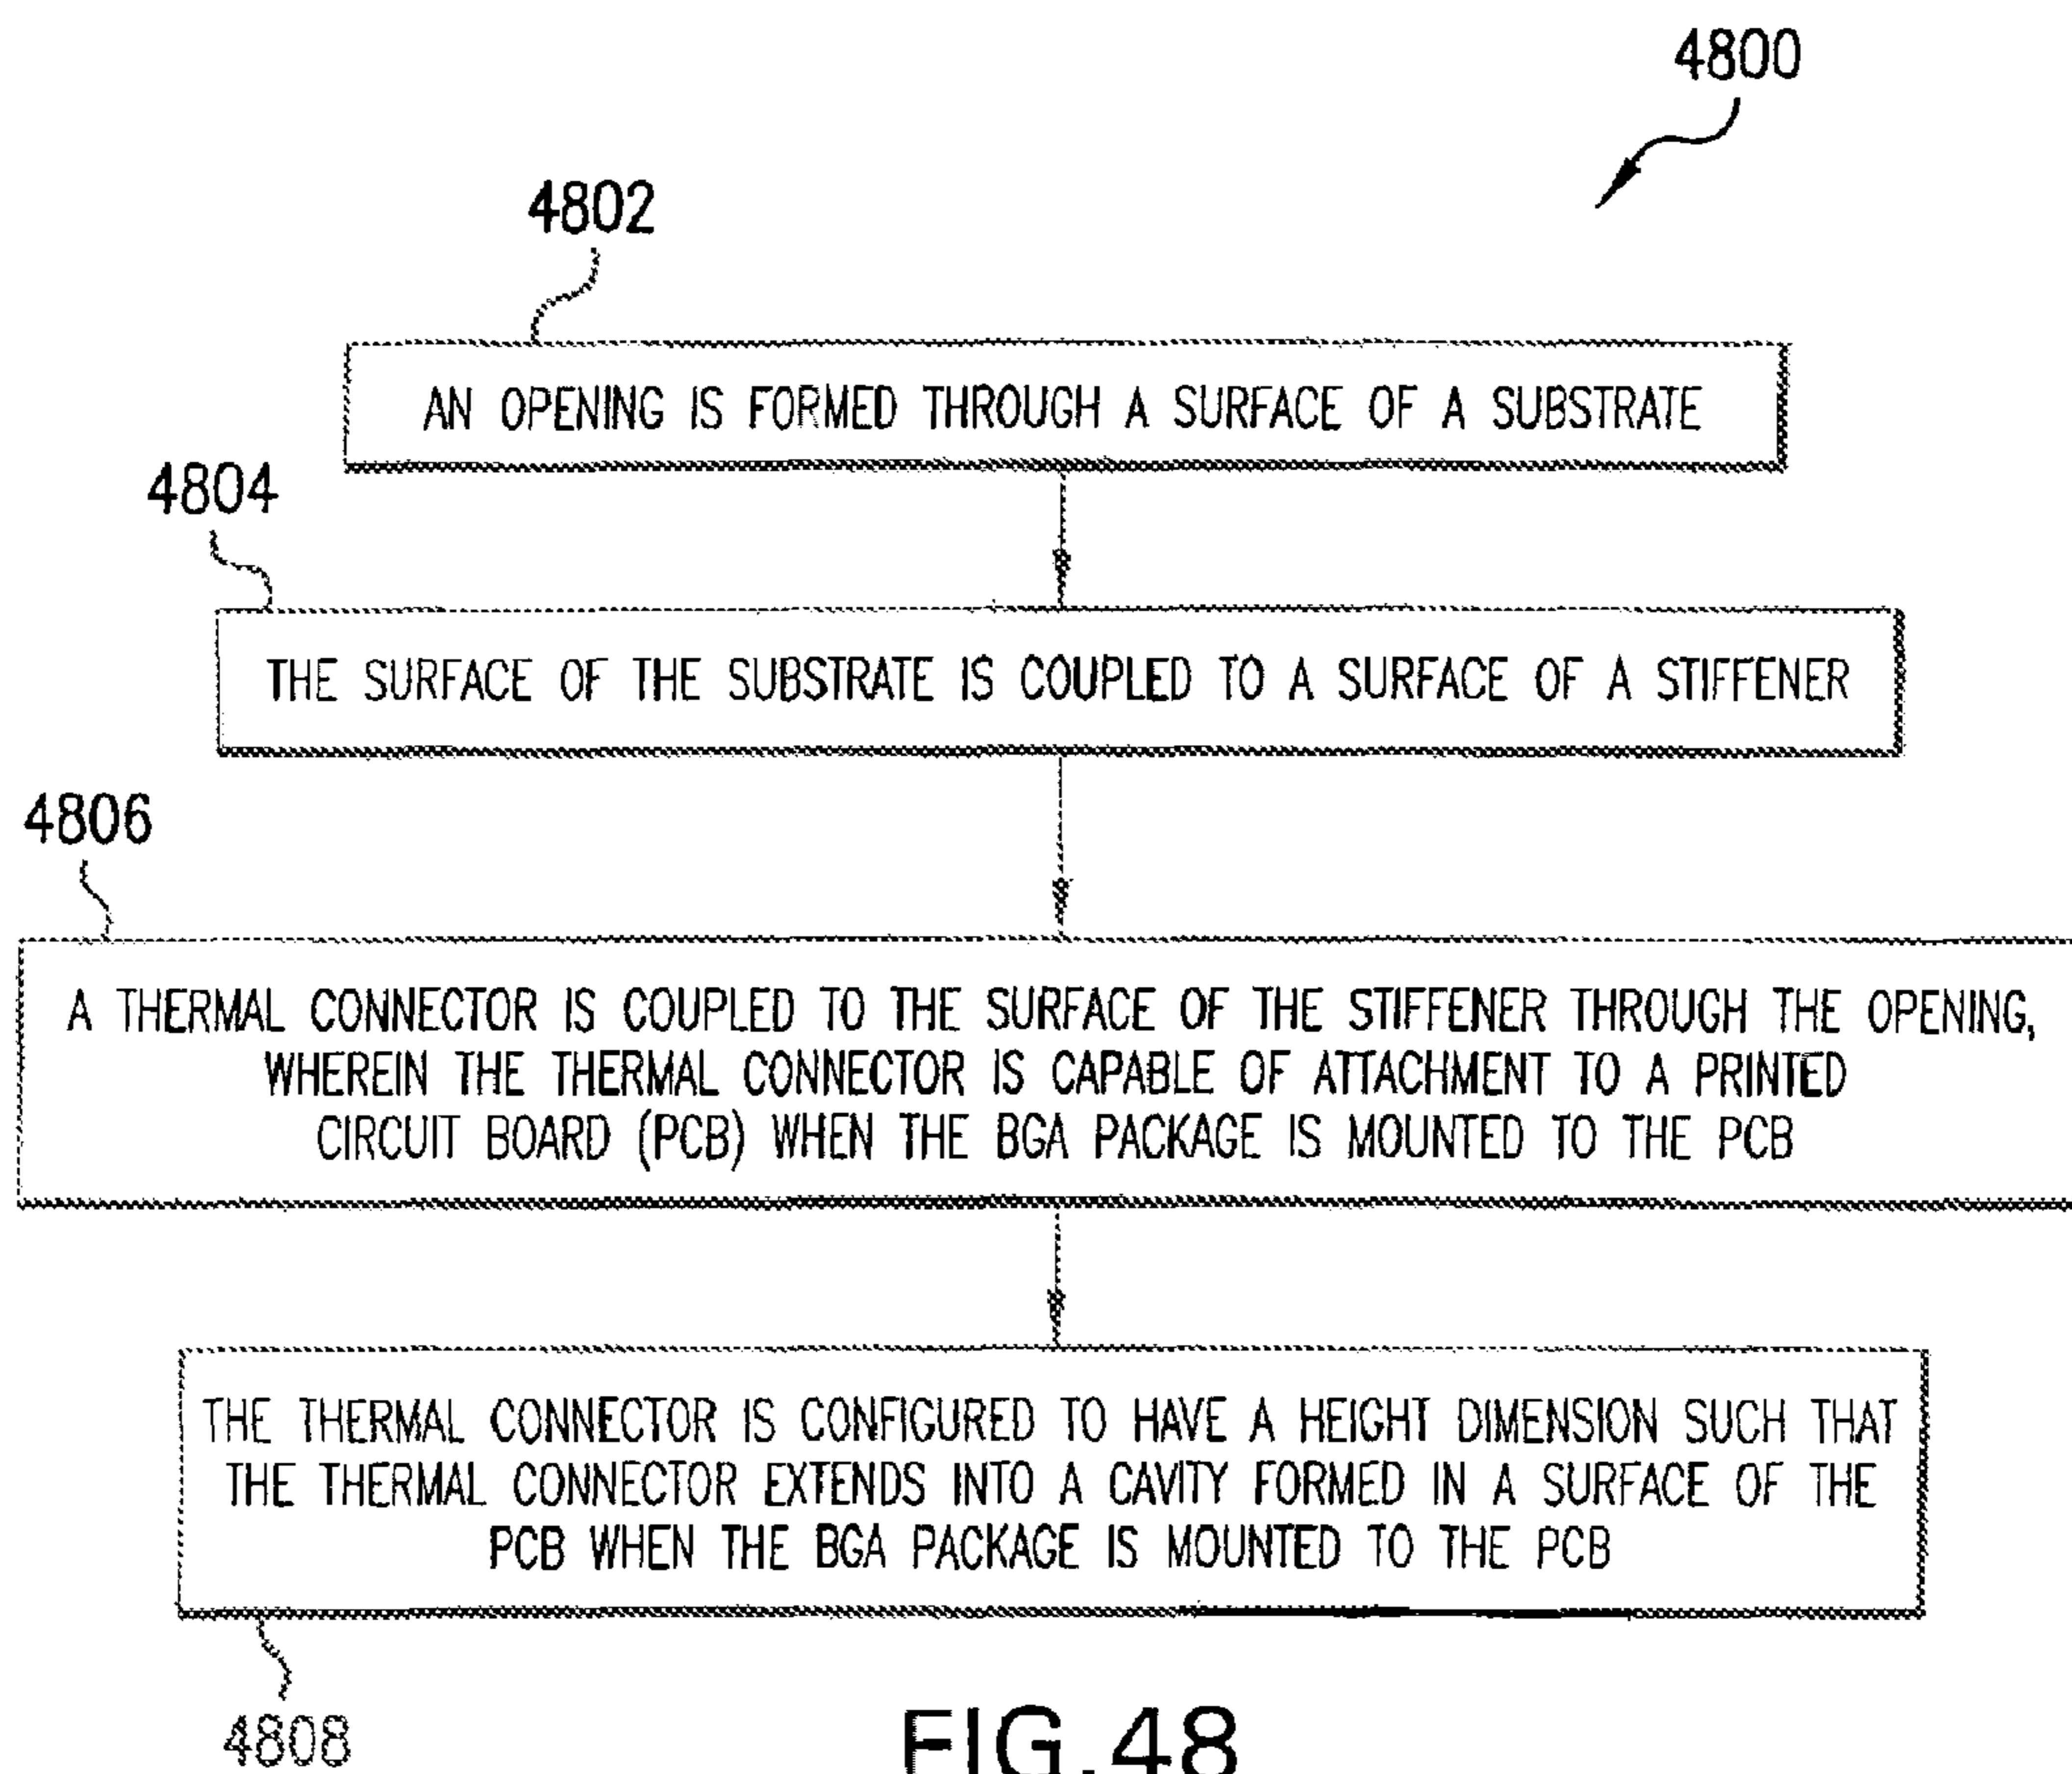 4800
4802
AN OPENING IS FORMED THROUGH A SURFACE OF A SUBSTRATE
4804
THE SURFACE OF THE SUBSTRATE IS COUPLED TO A SURFACE OF A STIFFENER
4806
A THERMAL CONNECTOR IS COUPLED TO THE SURFACE OF THE STIFFENER THROUGH THE OPENING,
WHEREIN THE THERMAL CONNECTOR IS CAPABLE OF ATTACHMENT TO A PRINTED
CIRCUIT BOARD (PCB) WHEN THE BGA PACKAGE IS MOUNTED TO THE PCB
THE THERMAL CONNECTOR IS CONFIGURED TO HAVE A HEIGHT DIMENSION SUCH THAT
THE THERMAL CONNECTOR EXTENDS INTO A CAVITY FORMED IN A SURFACE OF THE
PCB WHEN THE BGA PACKAGE IS MOUNTED TO THE PCB
4808
FIG.48